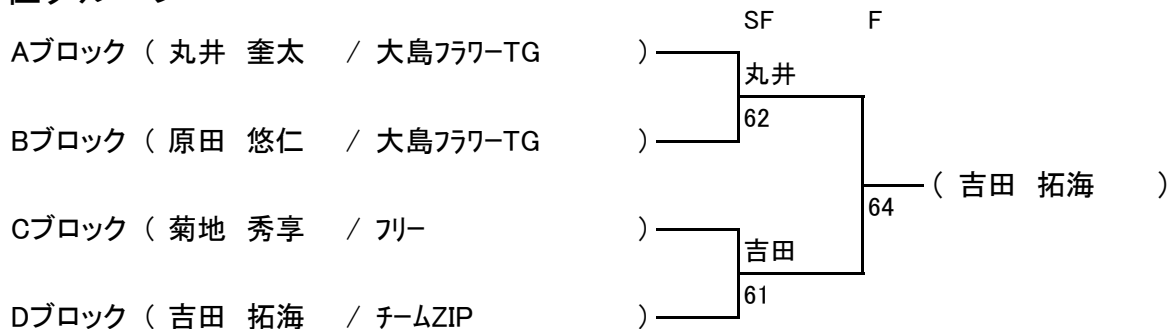 SF F
Aブロック ( 丸井 奎太 / 大島フラワーTG )
丸井
62
Bブロック ( 原田 悠仁 / 大島フラワーTG )
( 吉田 拓海 )
64
Cブロック ( 菊地 秀享 / フリー )
吉田
61
Dブロック ( 吉田 拓海 / チームZIP )